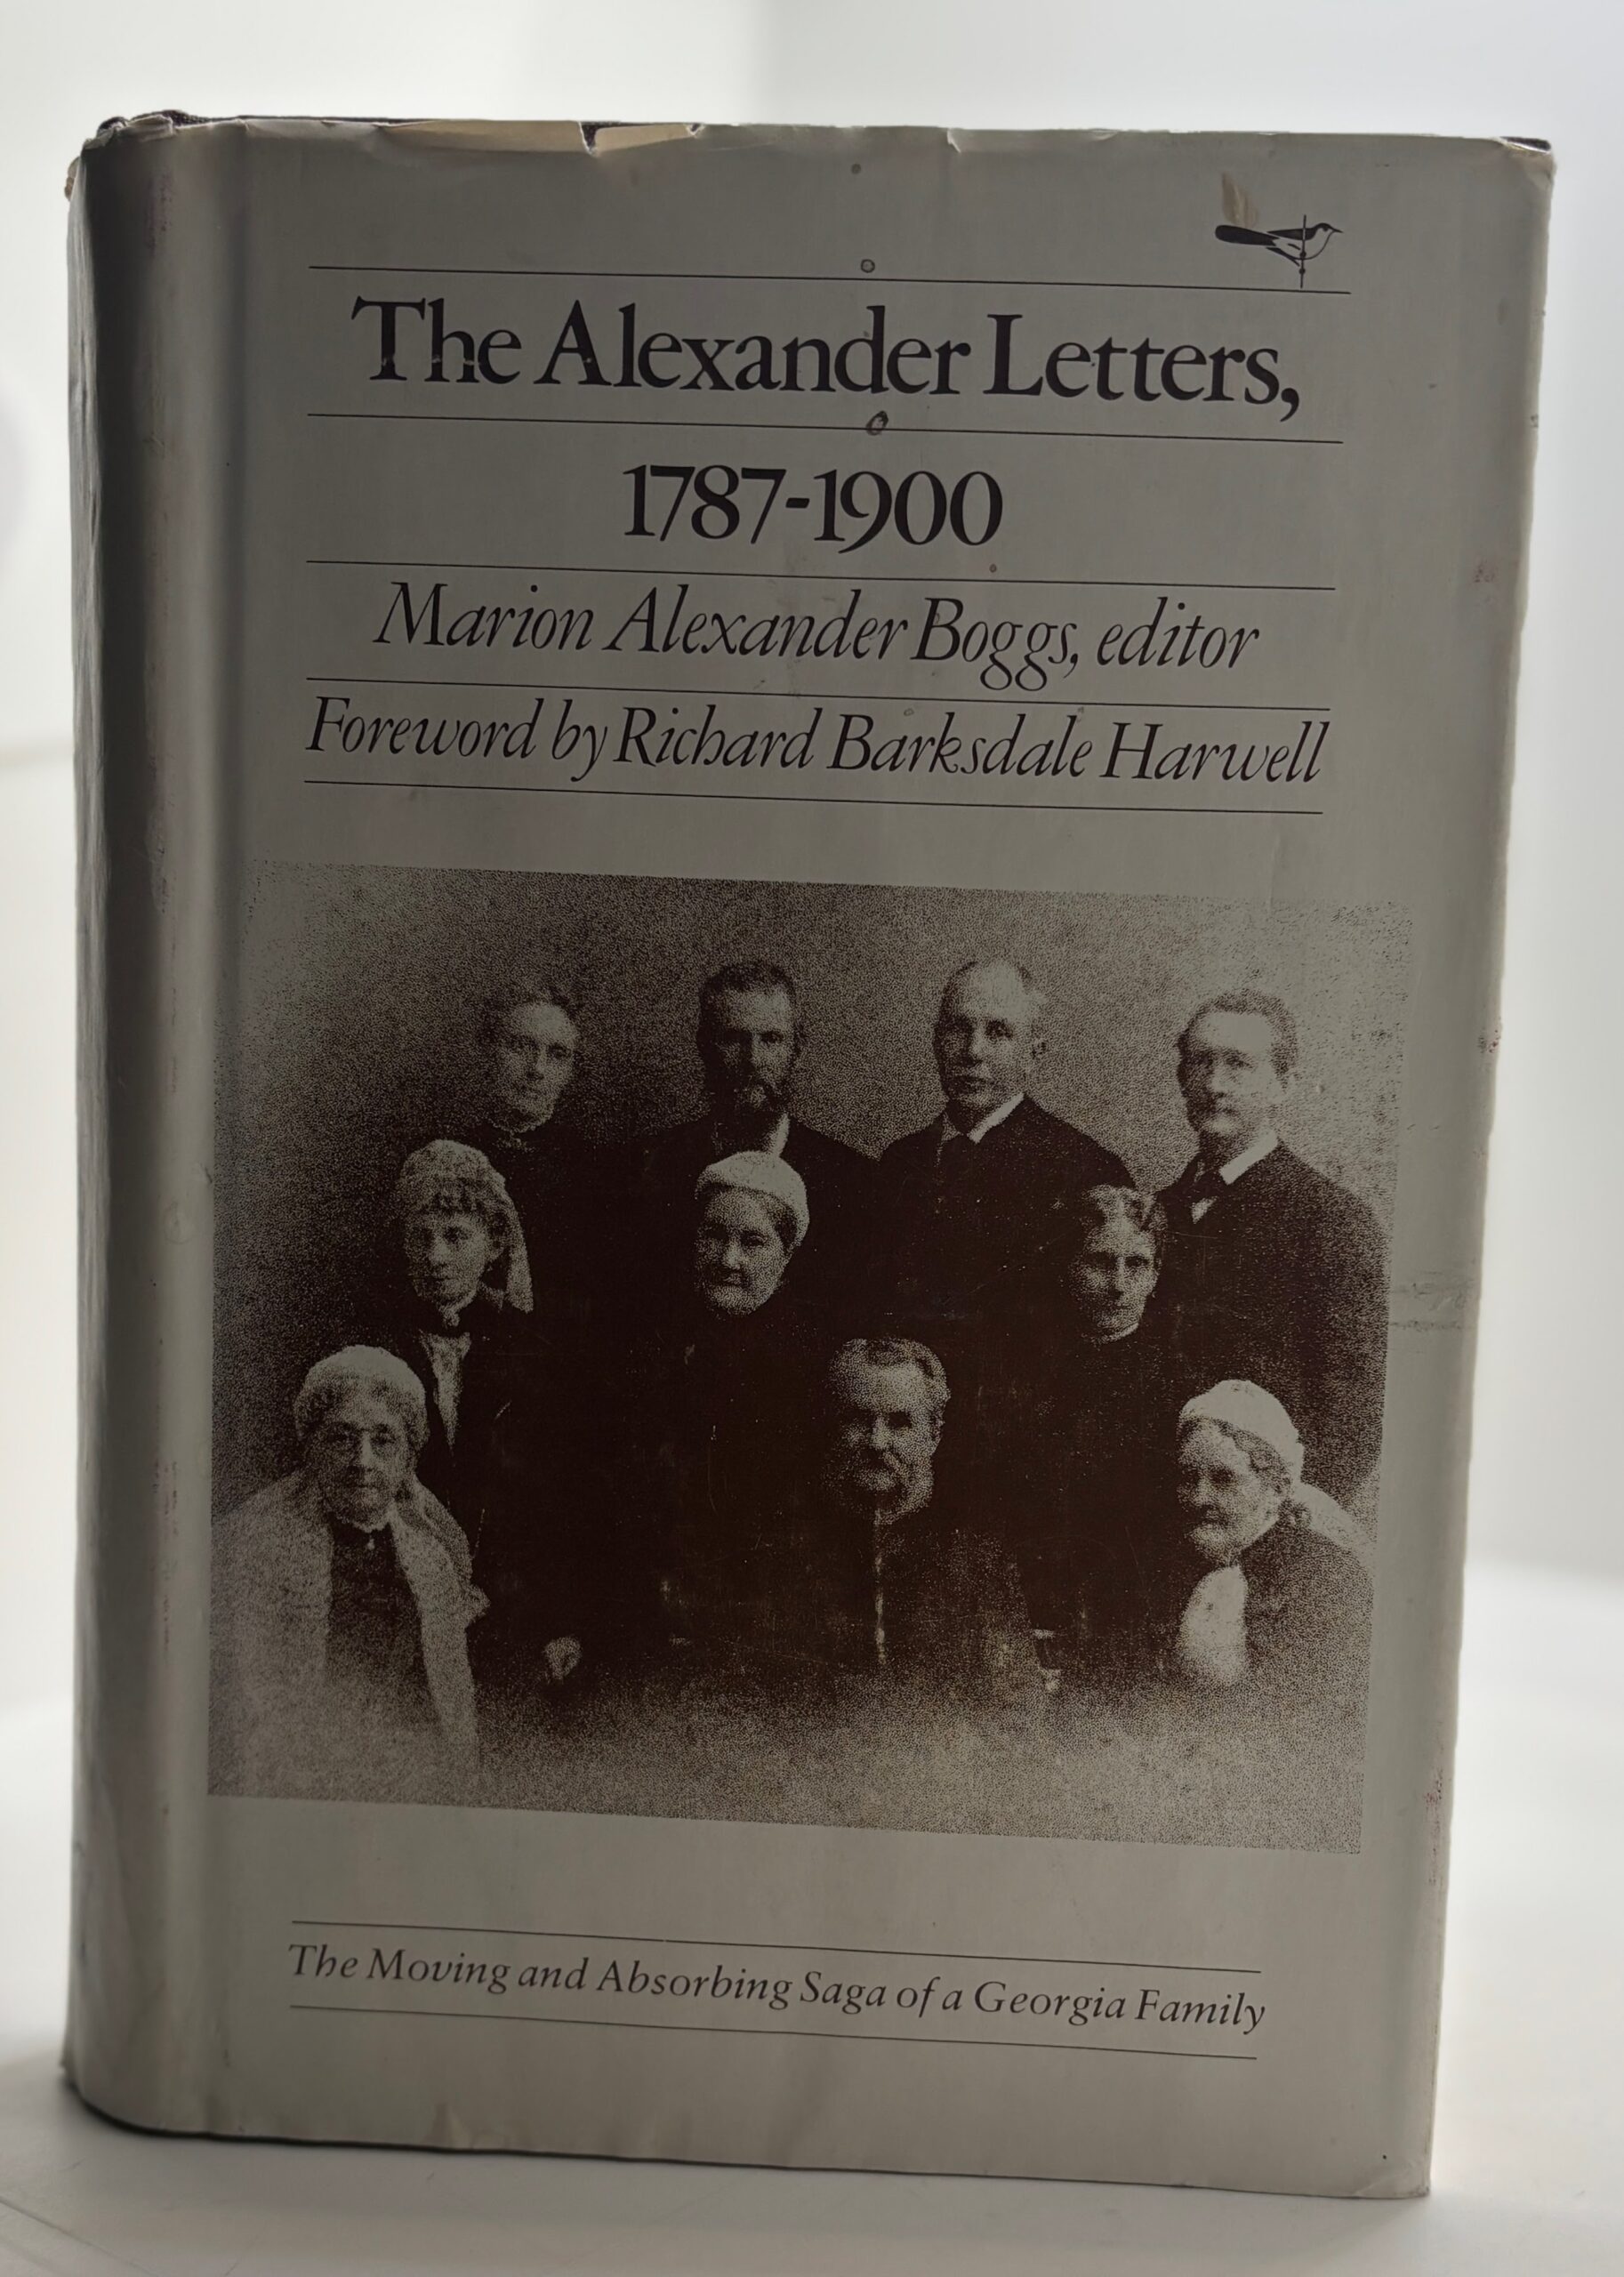 The Alexander Letters,
1787-1900
Marion Alexander Boggs, editor
Foreword by Richard Barksdale Harwell
The Moving and Absorbing Saga of a Georgia Family